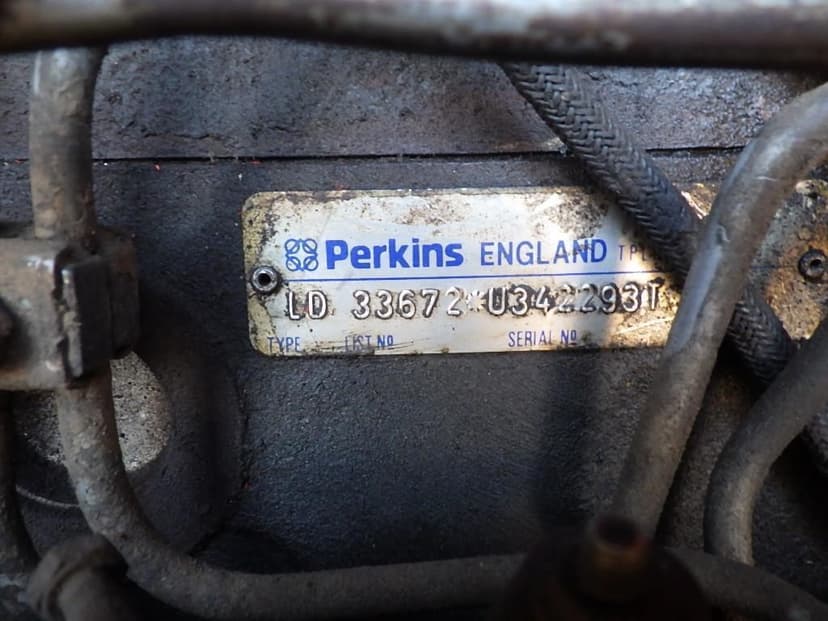 Perkins ENGLAND
LD 33672*U342293T
TYPE LIST Nº SERIAL Nº